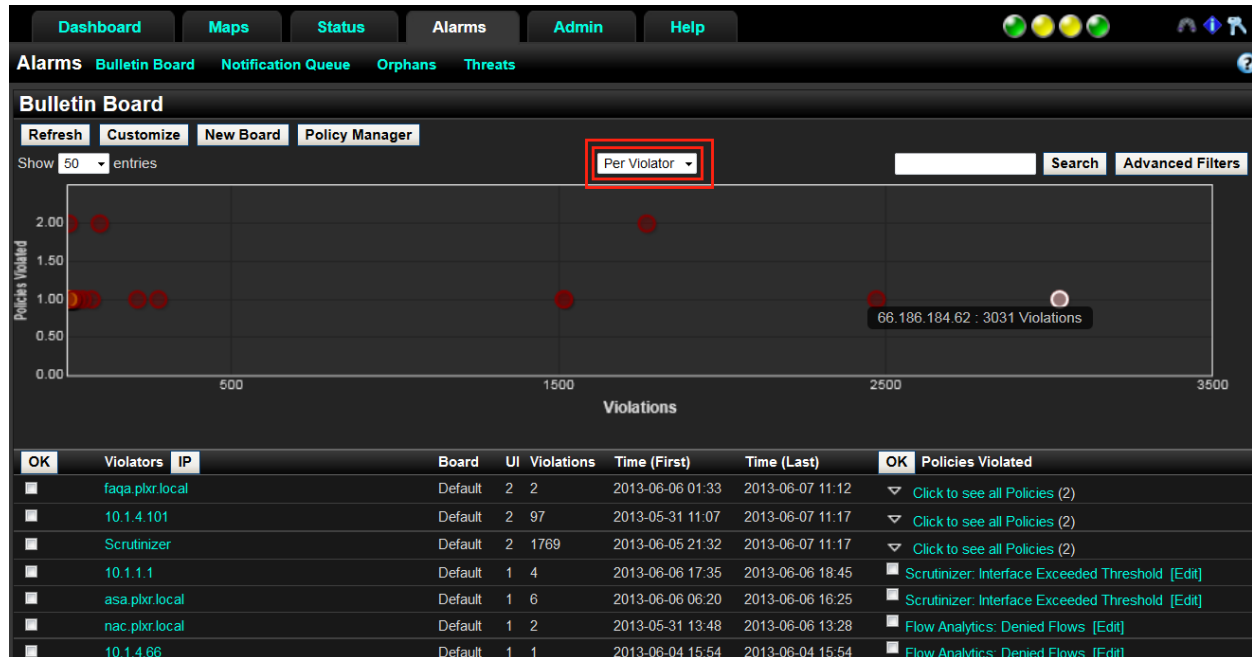 Dashboard Maps Status Alarms Admin Help
Alarms Bulletin Board Notification Queue Orphans Threats
Bulletin Board
Refresh Customize New Board Policy Manager
Show 50 entries Per Violator Search Advanced Filters
2.00
1.50
1.00
0.50
0.00
Policies Violated
66.186.184.62 : 3031 Violations
500 1500 2500 3500
Violations
OK Violators IP Board UI Violations Time (First) Time (Last) OK Policies Violated
faqa.plxr.local Default 2 2 2013-06-06 01:33 2013-06-07 11:12 Click to see all Policies (2)
10.1.4.101 Default 2 97 2013-05-31 11:07 2013-06-07 11:17 Click to see all Policies (2)
Scrutinizer Default 2 1769 2013-06-05 21:32 2013-06-07 11:17 Click to see all Policies (2)
10.1.1.1 Default 1 4 2013-06-06 17:35 2013-06-06 18:45 Scrutinizer: Interface Exceeded Threshold [Edit]
asa.plxr.local Default 1 6 2013-06-06 06:20 2013-06-06 16:25 Scrutinizer: Interface Exceeded Threshold [Edit]
nac.plxr.local Default 1 2 2013-05-31 13:48 2013-06-06 13:28 Flow Analytics: Denied Flows [Edit]
10.1.4.66 Default 1 1 2013-06-04 15:54 2013-06-04 15:54 Flow Analytics: Denied Flows [Edit]